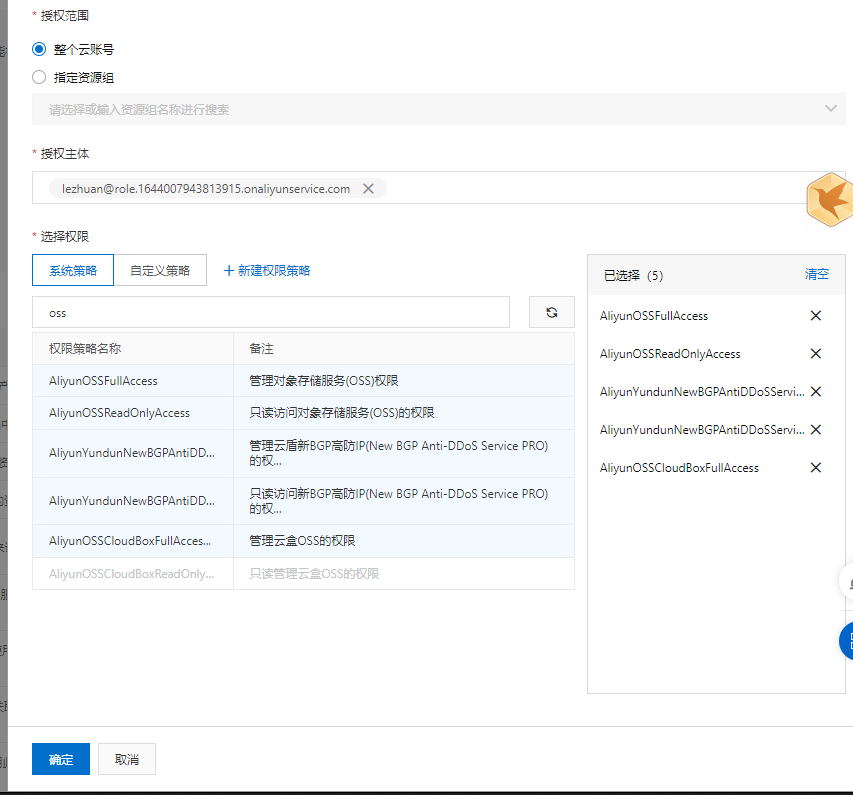 * 授权范围
整个云账号
指定资源组
请选择或输入资源组名称进行搜索
* 授权主体
lezhuan@role.1644007943813915.onaliyunservice.com
* 选择权限
系统策略 自定义策略 + 新建权限策略
oss
权限策略名称 备注
AliyunOSSFullAccess 管理对象存储服务(OSS)权限
AliyunOSSReadOnlyAccess 只读访问对象存储服务(OSS)的权限
AliyunYundunNewBGPAntiDD... 管理云盾新BGP高防IP(New BGP Anti-DDoS Service PRO)
的权...
AliyunYundunNewBGPAntiDD... 只读访问新BGP高防IP(New BGP Anti-DDoS Service PRO)
的权...
AliyunOSSCloudBoxFullAcces... 管理云盒OSS的权限
AliyunOSSCloudBoxReadOnly... 只读管理云盒OSS的权限
已选择（5） 清空
AliyunOSSFullAccess
AliyunOSSReadOnlyAccess
AliyunYundunNewBGPAntiDDoSServi...
AliyunYundunNewBGPAntiDDoSServi...
AliyunOSSCloudBoxFullAccess
确定 取消